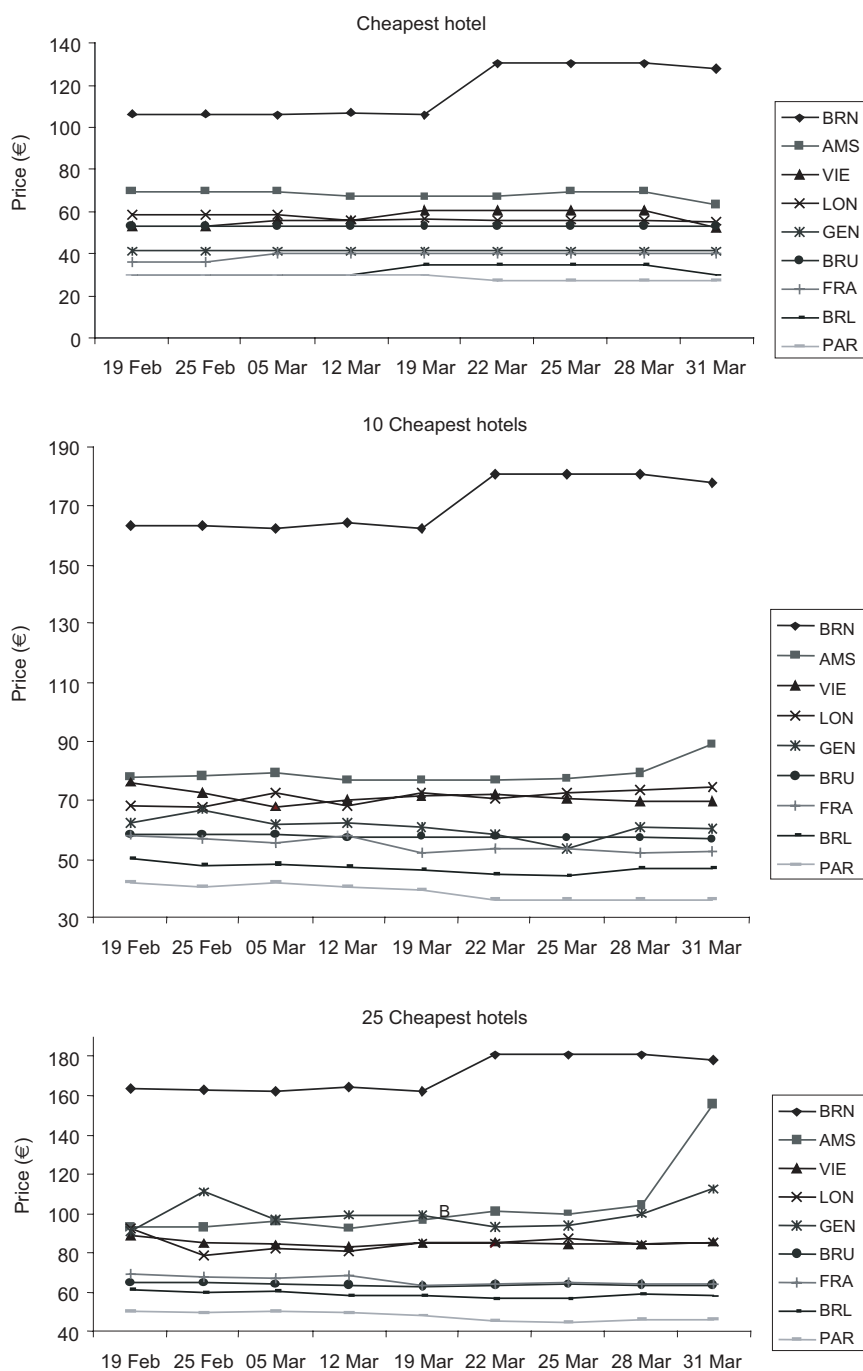 Cheapest hotel
140
120
100
80
60
40
20
0
Price (€)
19 Feb 25 Feb 05 Mar 12 Mar 19 Mar 22 Mar 25 Mar 28 Mar 31 Mar
BRN
AMS
VIE
LON
GEN
BRU
FRA
BRL
PAR
10 Cheapest hotels
190
170
150
130
110
90
70
50
30
Price (€)
19 Feb 25 Feb 05 Mar 12 Mar 19 Mar 22 Mar 25 Mar 28 Mar 31 Mar
BRN
AMS
VIE
LON
GEN
BRU
FRA
BRL
PAR
25 Cheapest hotels
180
160
140
120
100
80
60
40
Price (€)
B
19 Feb 25 Feb 05 Mar 12 Mar 19 Mar 22 Mar 25 Mar 28 Mar 31 Mar
BRN
AMS
VIE
LON
GEN
BRU
FRA
BRL
PAR